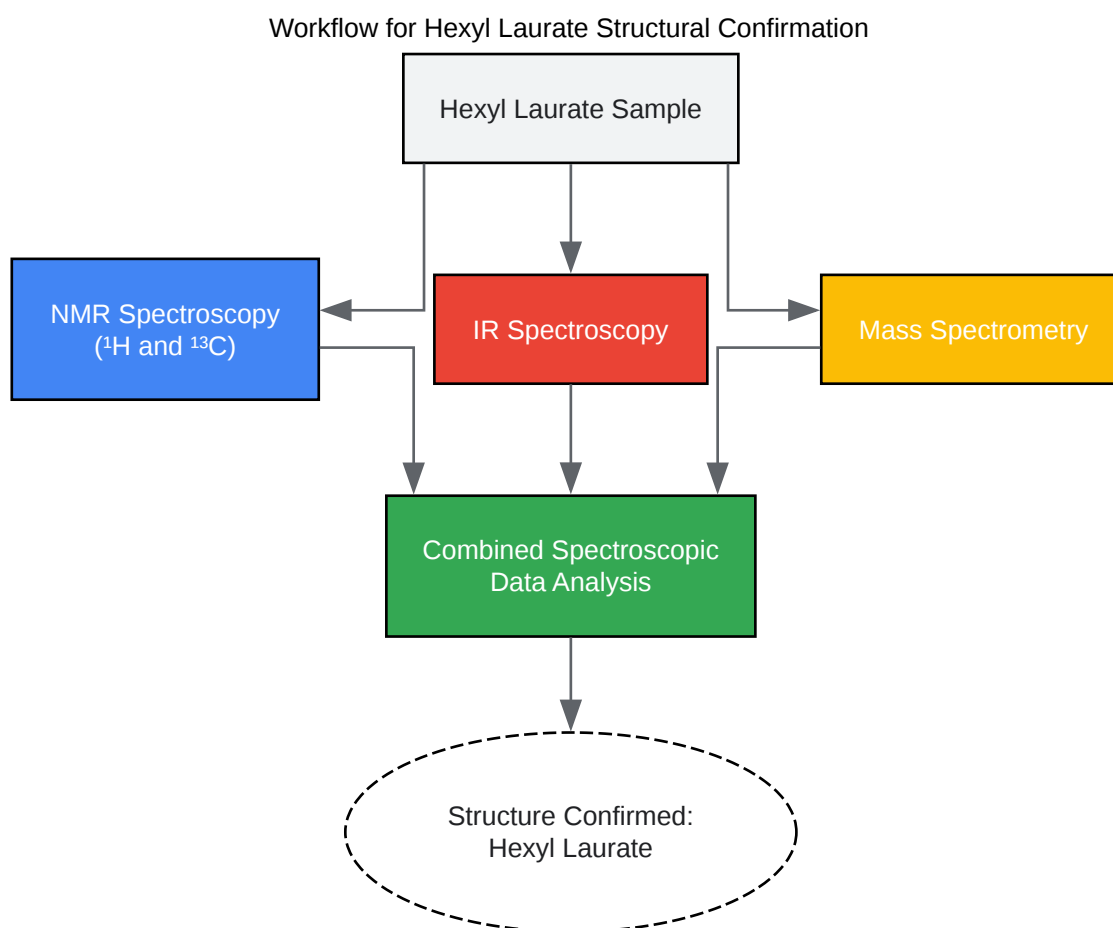 Workflow for Hexyl Laurate Structural Confirmation
Hexyl Laurate Sample
NMR Spectroscopy
(¹H and ¹³C)
IR Spectroscopy
Mass Spectrometry
Combined Spectroscopic
Data Analysis
Structure Confirmed:
Hexyl Laurate